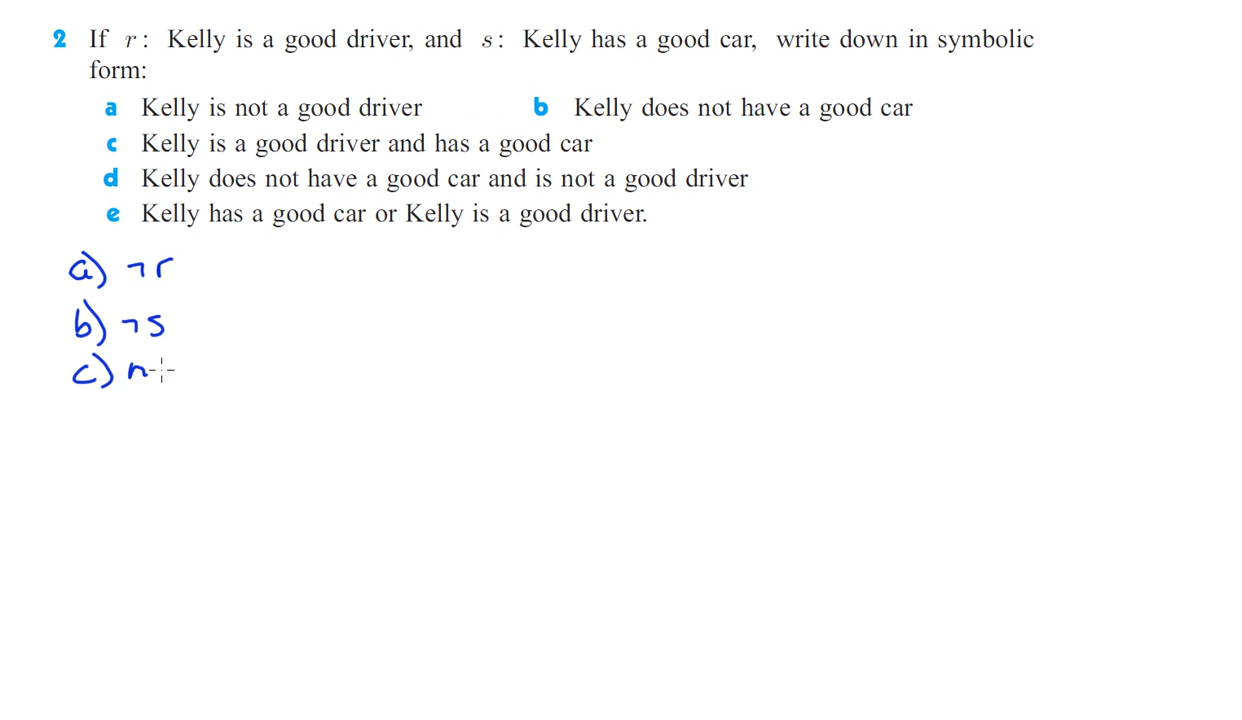 2 If r: Kelly is a good driver, and s: Kelly has a good car, write down in symbolic
form:
a Kelly is not a good driver b Kelly does not have a good car
c Kelly is a good driver and has a good car
d Kelly does not have a good car and is not a good driver
e Kelly has a good car or Kelly is a good driver.
a) ¬r
b) ¬s
c)